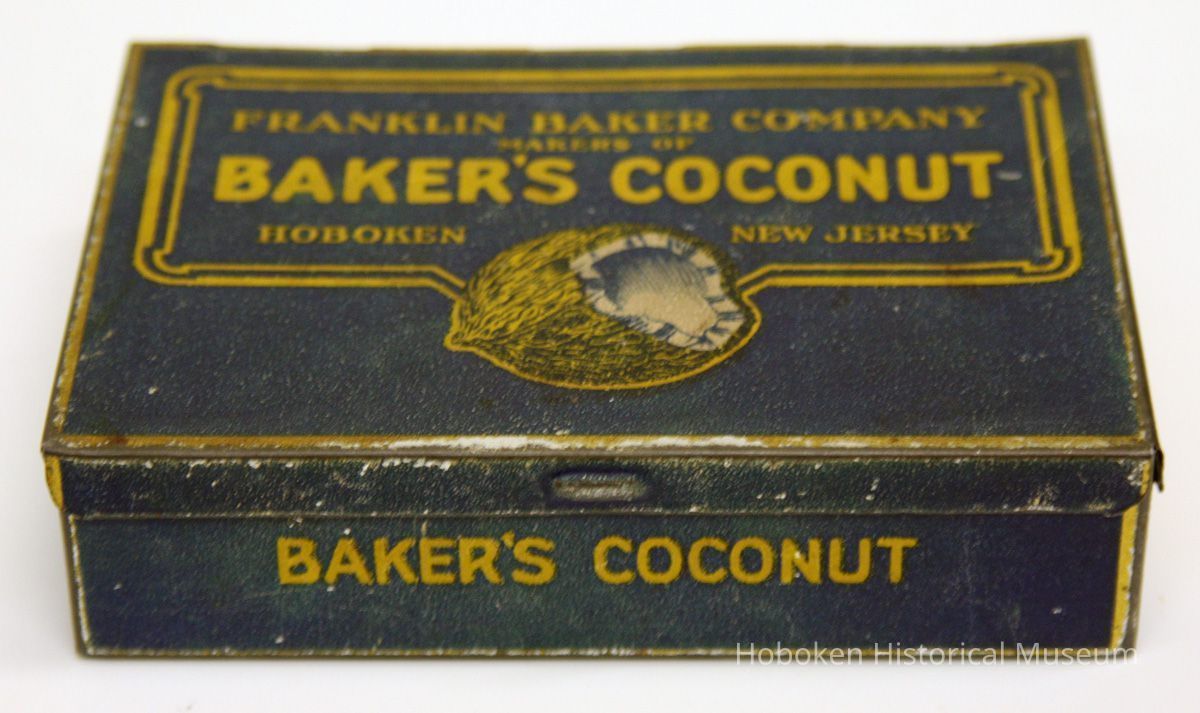 FRANKLIN BAKER COMPANY
MAKERS OF
BAKER'S COCONUT
HOBOKEN NEW JERSEY
BAKER'S COCONUT
Hoboken Historical Museum